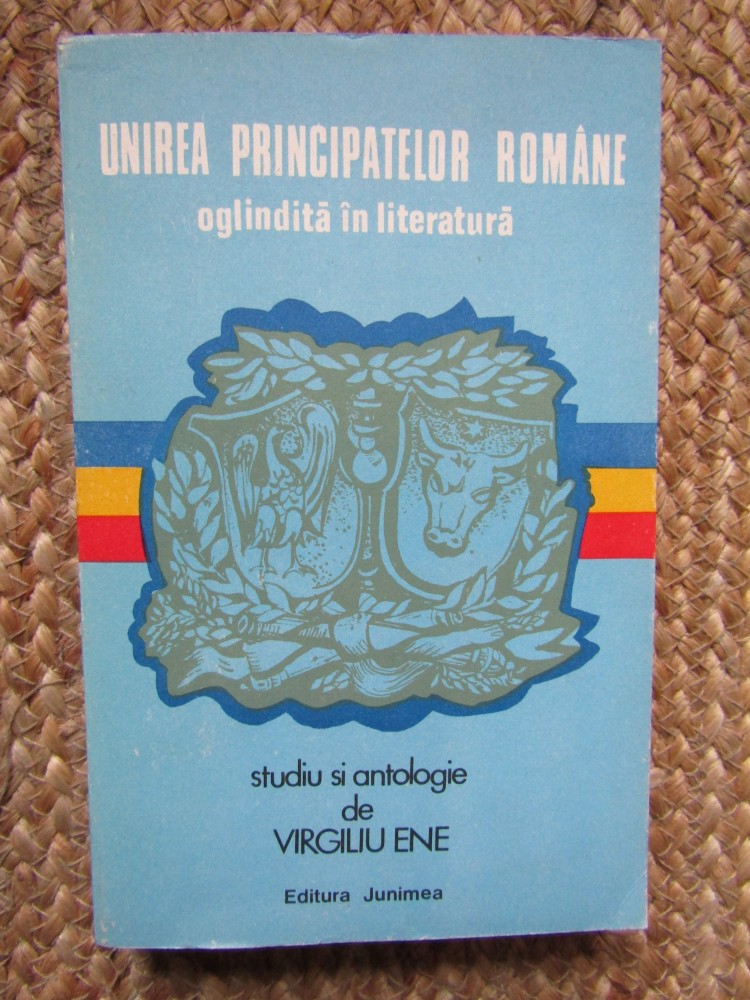 UNIREA PRINCIPATELOR ROMÂNE
oglindită în literatură
studiu si antologie
de
VIRGILIU ENE
Editura Junimea